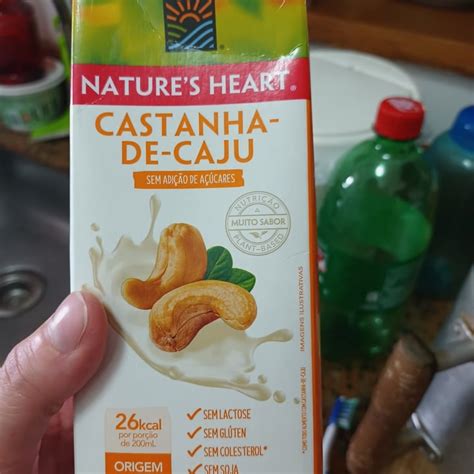 NATURE'S HEART®
CASTANHA-
DE-CAJU
SEM ADIÇÃO DE AÇÚCARES
NUTRIÇÃO
MUITO SABOR
PLANT-BASED
IMAGENS ILUSTRATIVAS
26kcal
por porção
de 200mL
ORIGEM
✓ SEM LACTOSE
✓ SEM GLÚTEN
✓ SEM COLESTEROL*
✓ SEM SOJA